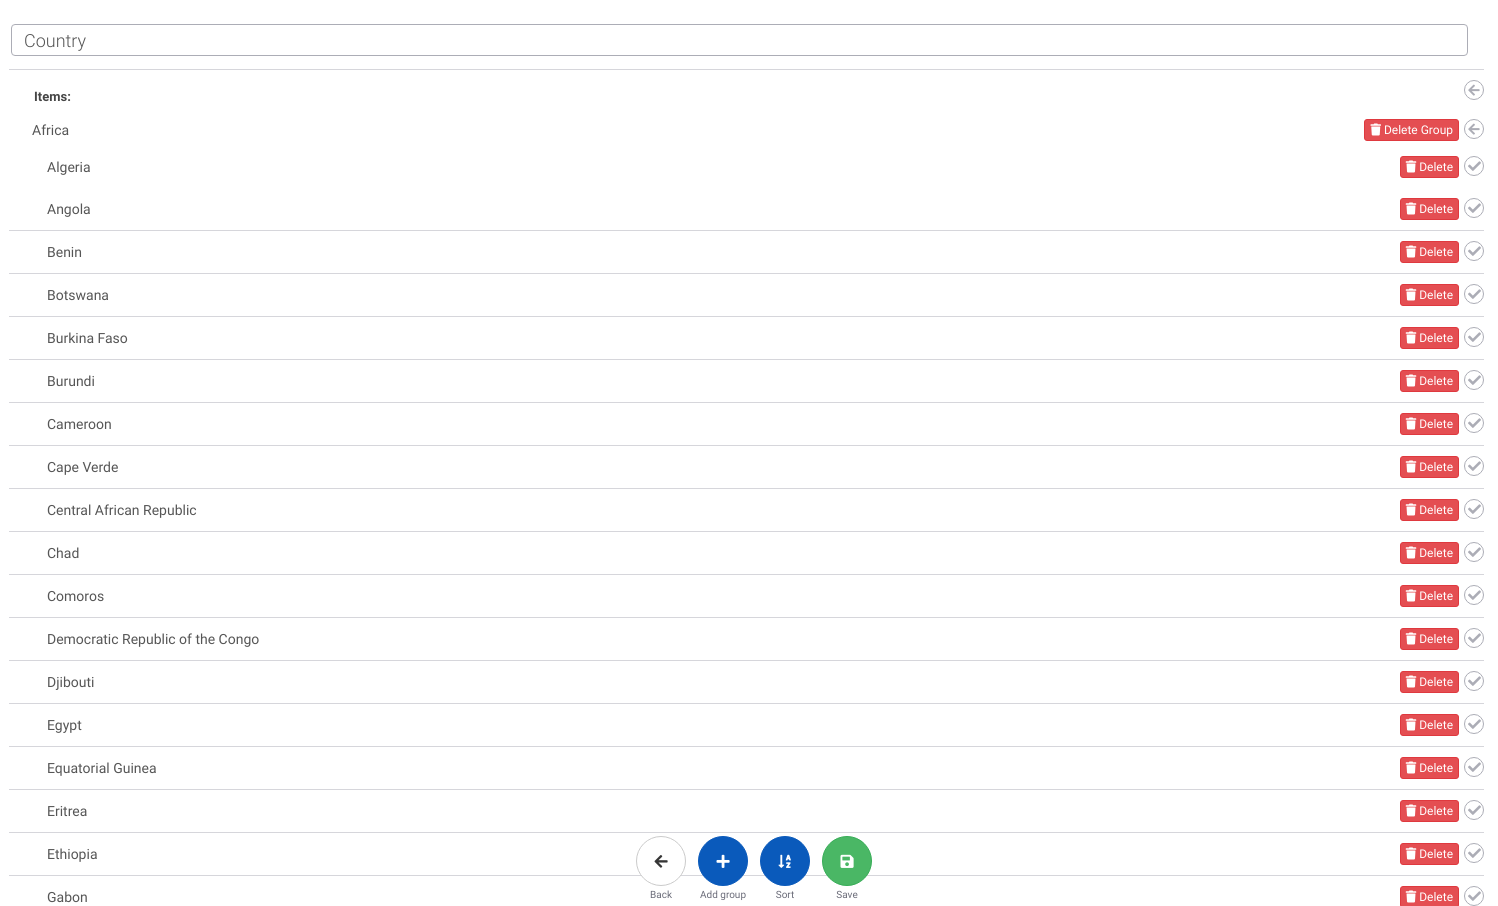 Country
Items:
Africa
Delete Group
Algeria
Delete
Angola
Delete
Benin
Delete
Botswana
Delete
Burkina Faso
Delete
Burundi
Delete
Cameroon
Delete
Cape Verde
Delete
Central African Republic
Delete
Chad
Delete
Comoros
Delete
Democratic Republic of the Congo
Delete
Djibouti
Delete
Egypt
Delete
Equatorial Guinea
Delete
Eritrea
Delete
Ethiopia
Delete
Gabon
Delete
Back
Add group
Sort
Save